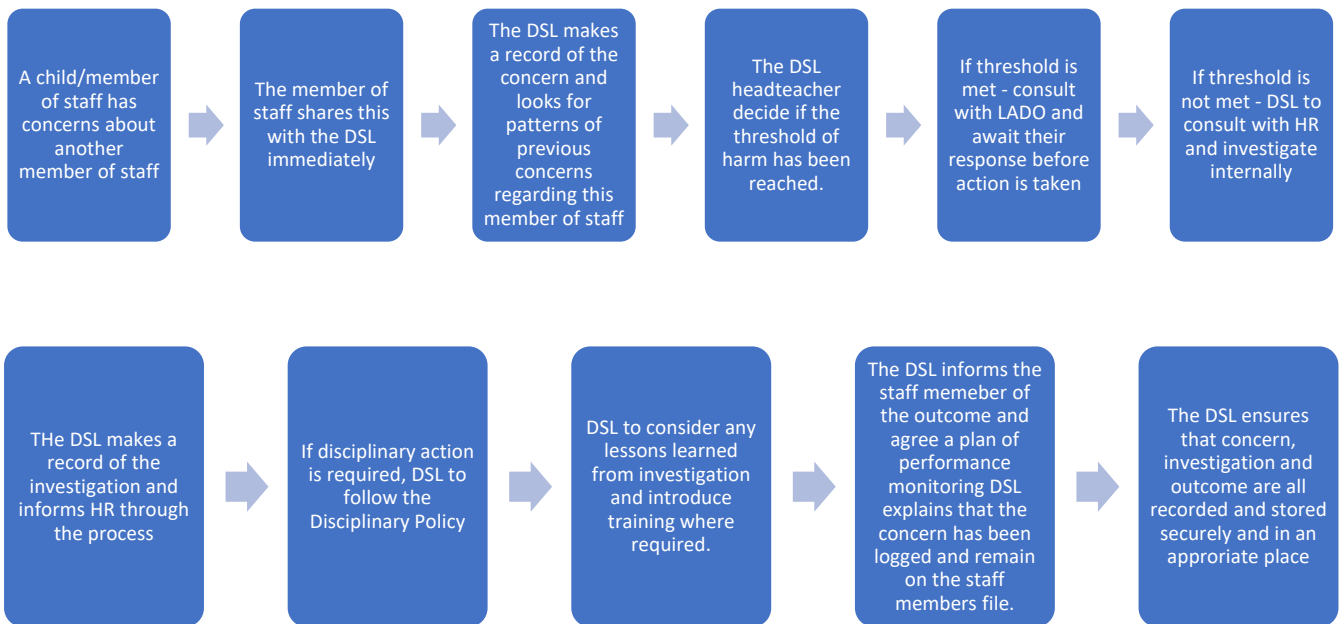 A child/member
of staff has
concerns about
another
member of staff
The member of
staff shares this
with the DSL
immediately
The DSL makes
a record of the
concern and
looks for
patterns of
previous
concerns
regarding this
member of staff
The DSL
headteacher
decide if the
threshold of
harm has been
reached.
If threshold is
met - consult
with LADO and
await their
response before
action is taken
If threshold is
not met - DSL to
consult with HR
and investigate
internally
THe DSL makes a
record of the
investigation and
informs HR through
the process
If disciplinary action
is required, DSL to
follow the
Disciplinary Policy
DSL to consider any
lessons learned
from investigation
and introduce
training where
required.
The DSL informs the
staff memeber of
the outcome and
agree a plan of
performance
monitoring DSL
explains that the
concern has been
logged and remain
on the staff
members file.
The DSL ensures
that concern,
investigation and
outcome are all
recorded and stored
securely and in an
approriate place